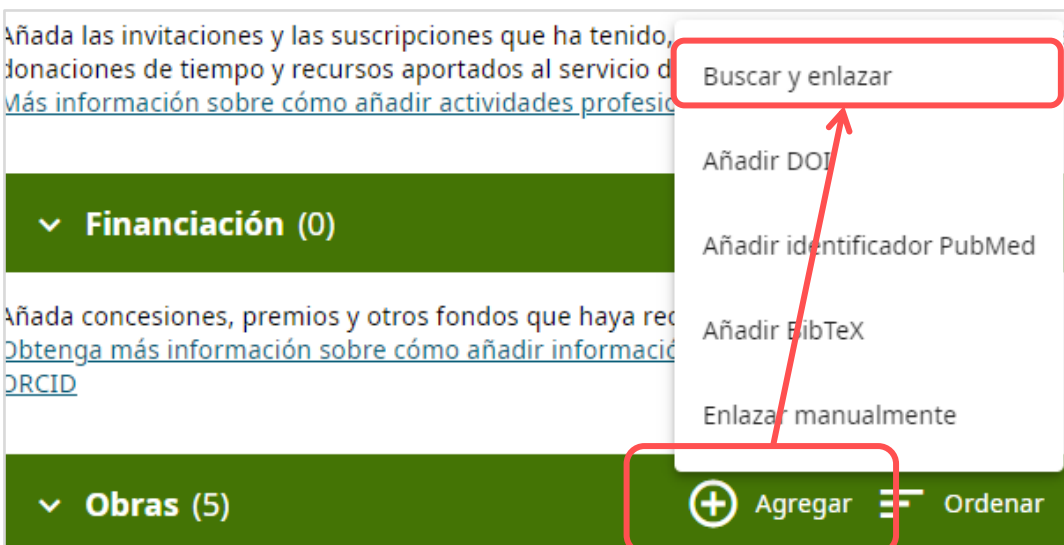 Añada las invitaciones y las suscripciones que ha tenido,
donaciones de tiempo y recursos aportados al servicio d
Más información sobre cómo añadir actividades profesio
Financiación (0)
Añada concesiones, premios y otros fondos que haya rec
Obtenga más información sobre cómo añadir informació
ORCID
Obras (5)
Buscar y enlazar
Añadir DOI
Añadir identificador PubMed
Añadir BibTeX
Enlazar manualmente
Agregar
Ordenar